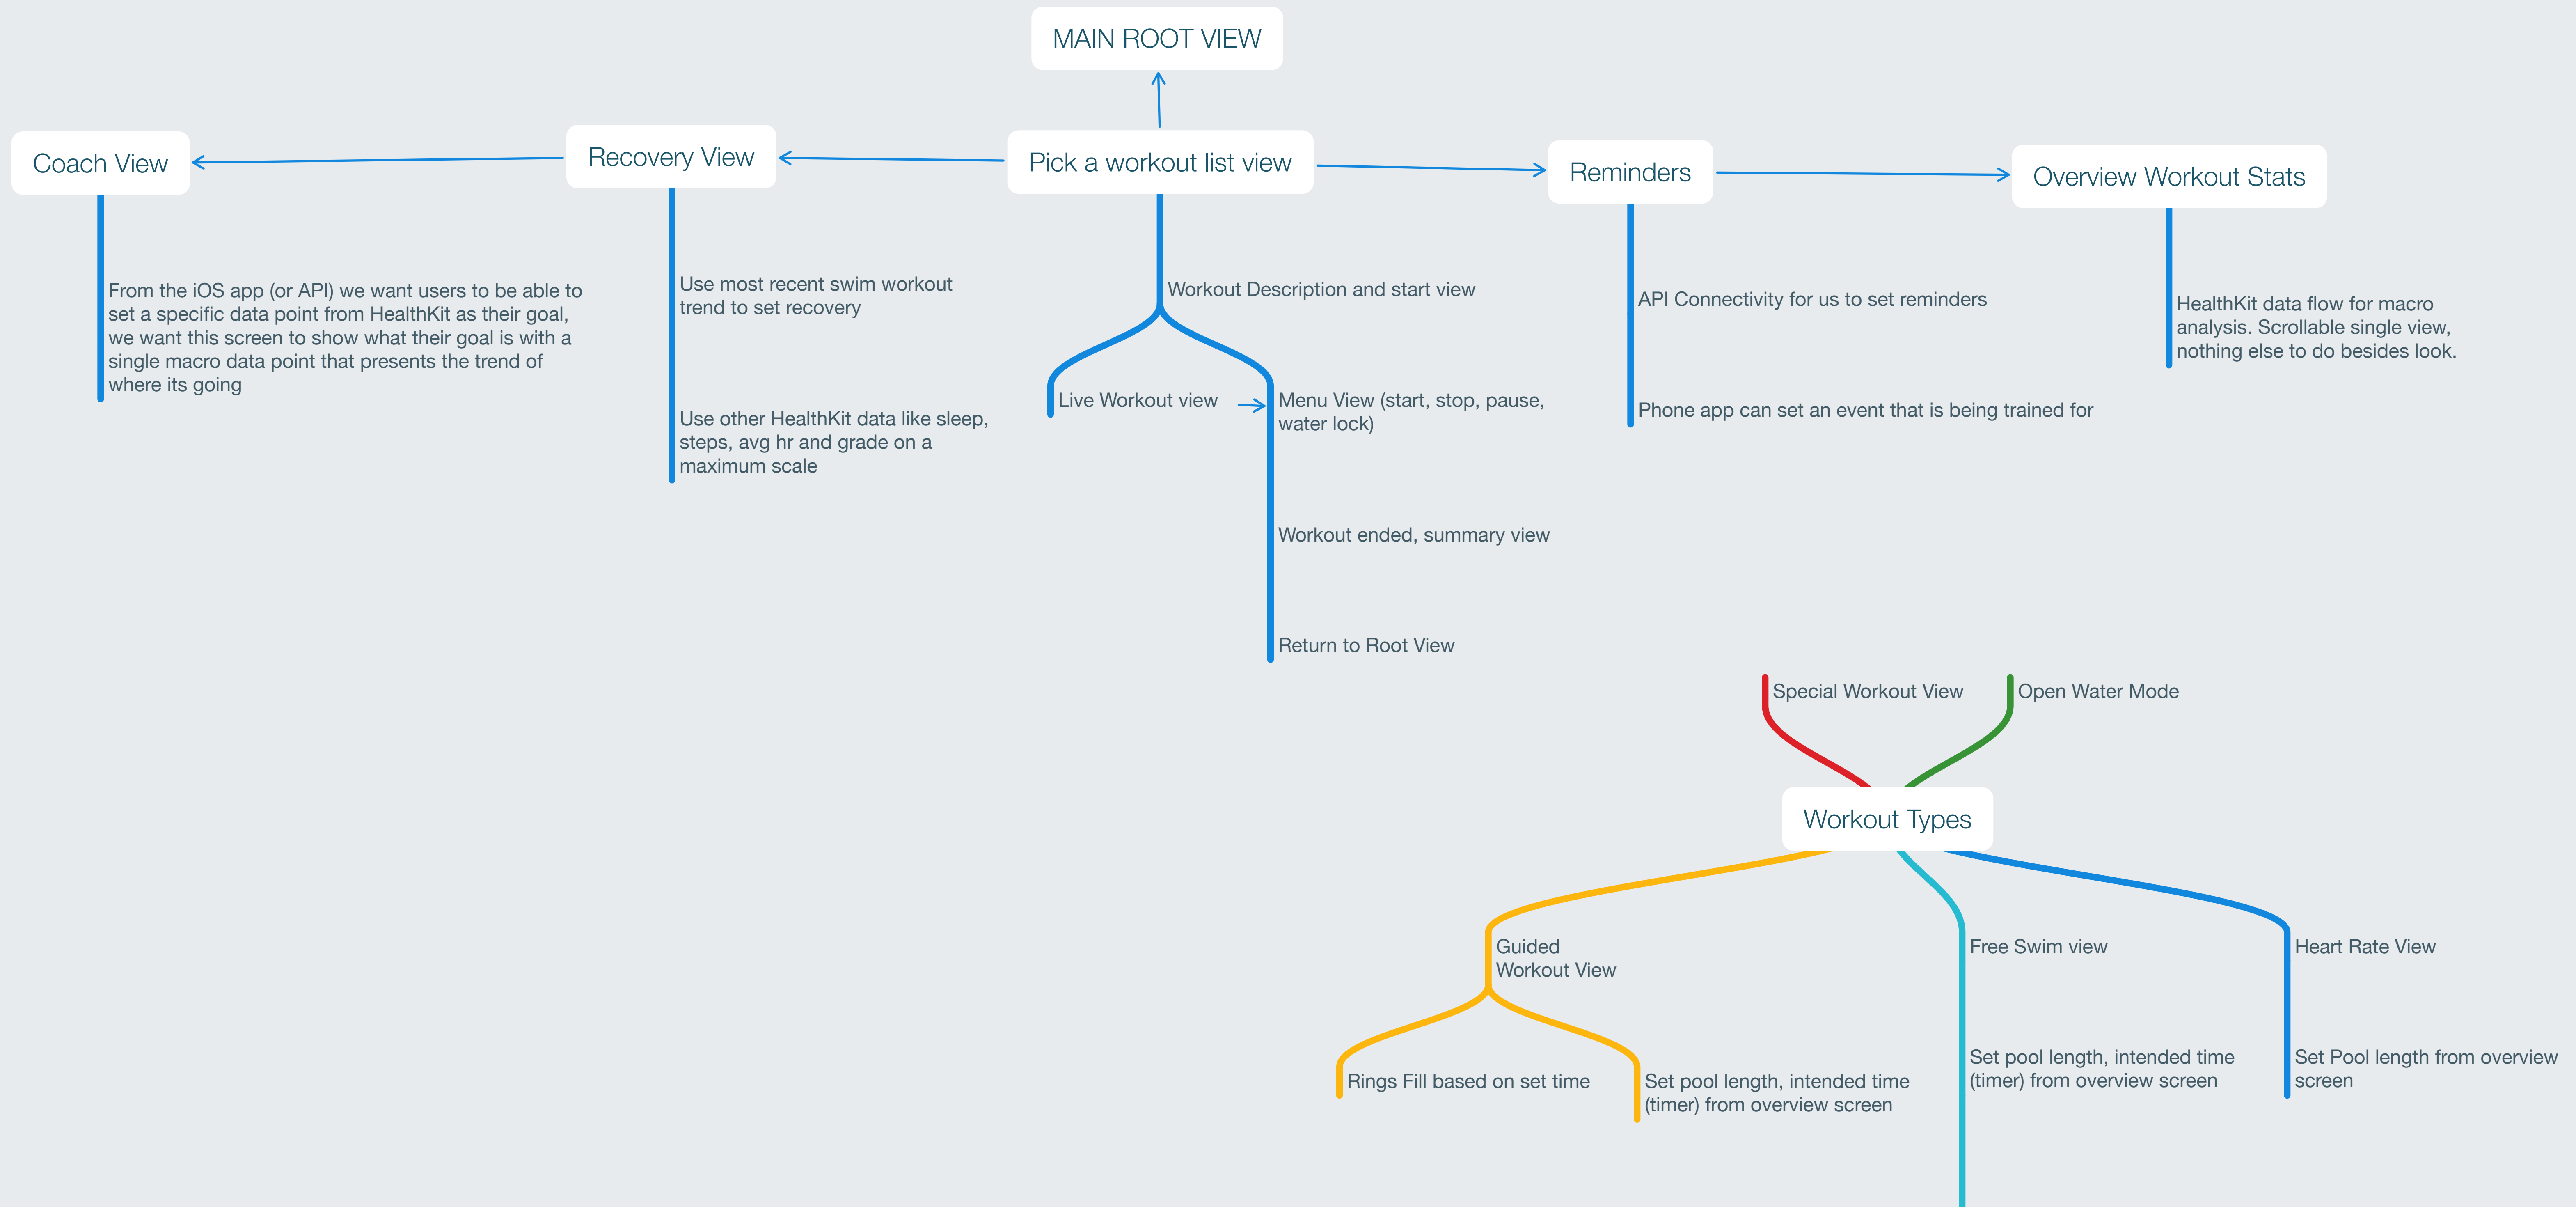 MAIN ROOT VIEW
Coach View
Recovery View
Pick a workout list view
Reminders
Overview Workout Stats
From the iOS app (or API) we want users to be able to
set a specific data point from HealthKit as their goal,
we want this screen to show what their goal is with a
single macro data point that presents the trend of
where its going
Use most recent swim workout
trend to set recovery
Use other HealthKit data like sleep,
steps, avg hr and grade on a
maximum scale
Workout Description and start view
Live Workout view
Menu View (start, stop, pause,
water lock)
Workout ended, summary view
Return to Root View
API Connectivity for us to set reminders
Phone app can set an event that is being trained for
HealthKit data flow for macro
analysis. Scrollable single view,
nothing else to do besides look.
Special Workout View
Open Water Mode
Workout Types
Guided
Workout View
Rings Fill based on set time
Set pool length, intended time
(timer) from overview screen
Free Swim view
Set pool length, intended time
(timer) from overview screen
Heart Rate View
Set Pool length from overview
screen